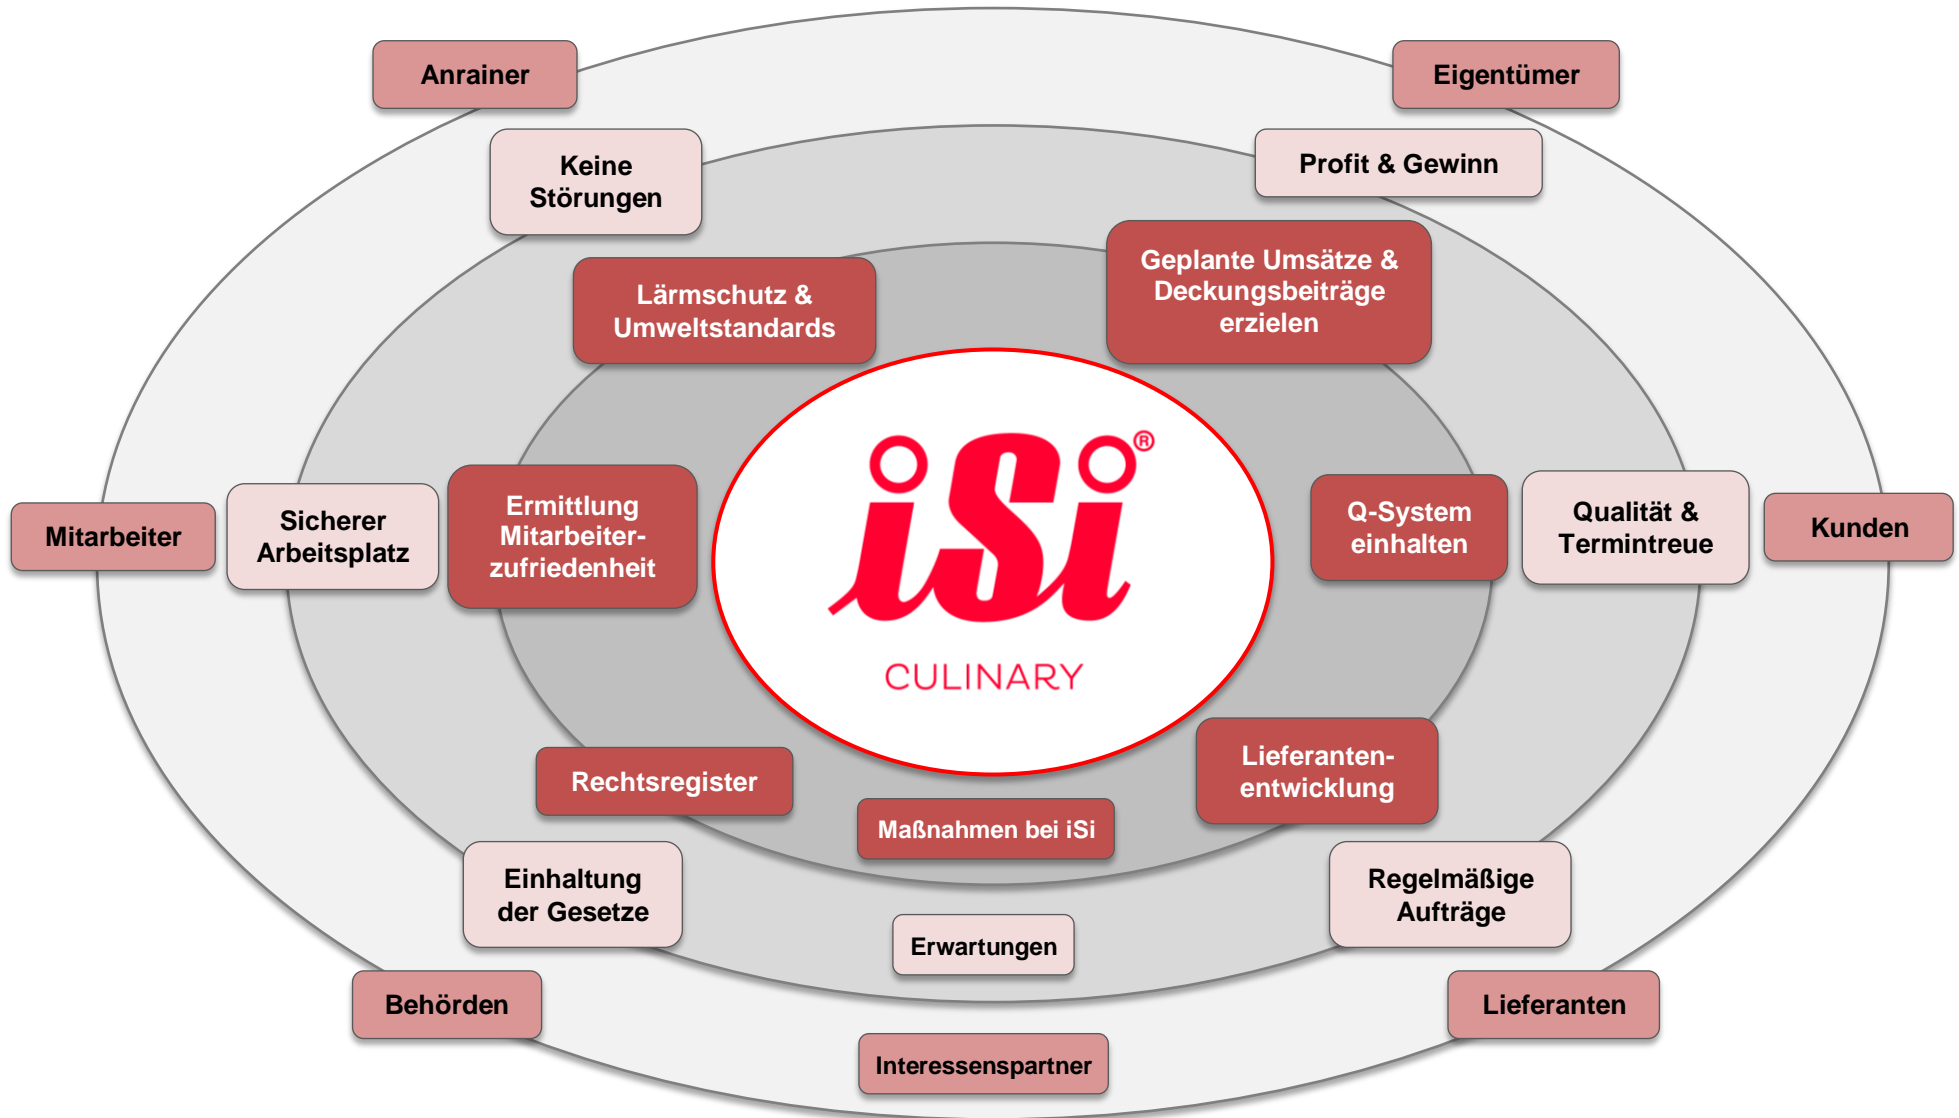 Anrainer
Eigentümer
Keine
Störungen
Profit & Gewinn
Lärmschutz &
Umweltstandards
Geplante Umsätze &
Deckungsbeiträge
erzielen
Mitarbeiter
Sicherer
Arbeitsplatz
Ermittlung
Mitarbeiter-
zufriedenheit
iSi®
CULINARY
Q-System
einhalten
Qualität &
Termintreue
Kunden
Rechtsregister
Maßnahmen bei iSi
Lieferanten-
entwicklung
Einhaltung
der Gesetze
Erwartungen
Regelmäßige
Aufträge
Behörden
Interessenspartner
Lieferanten